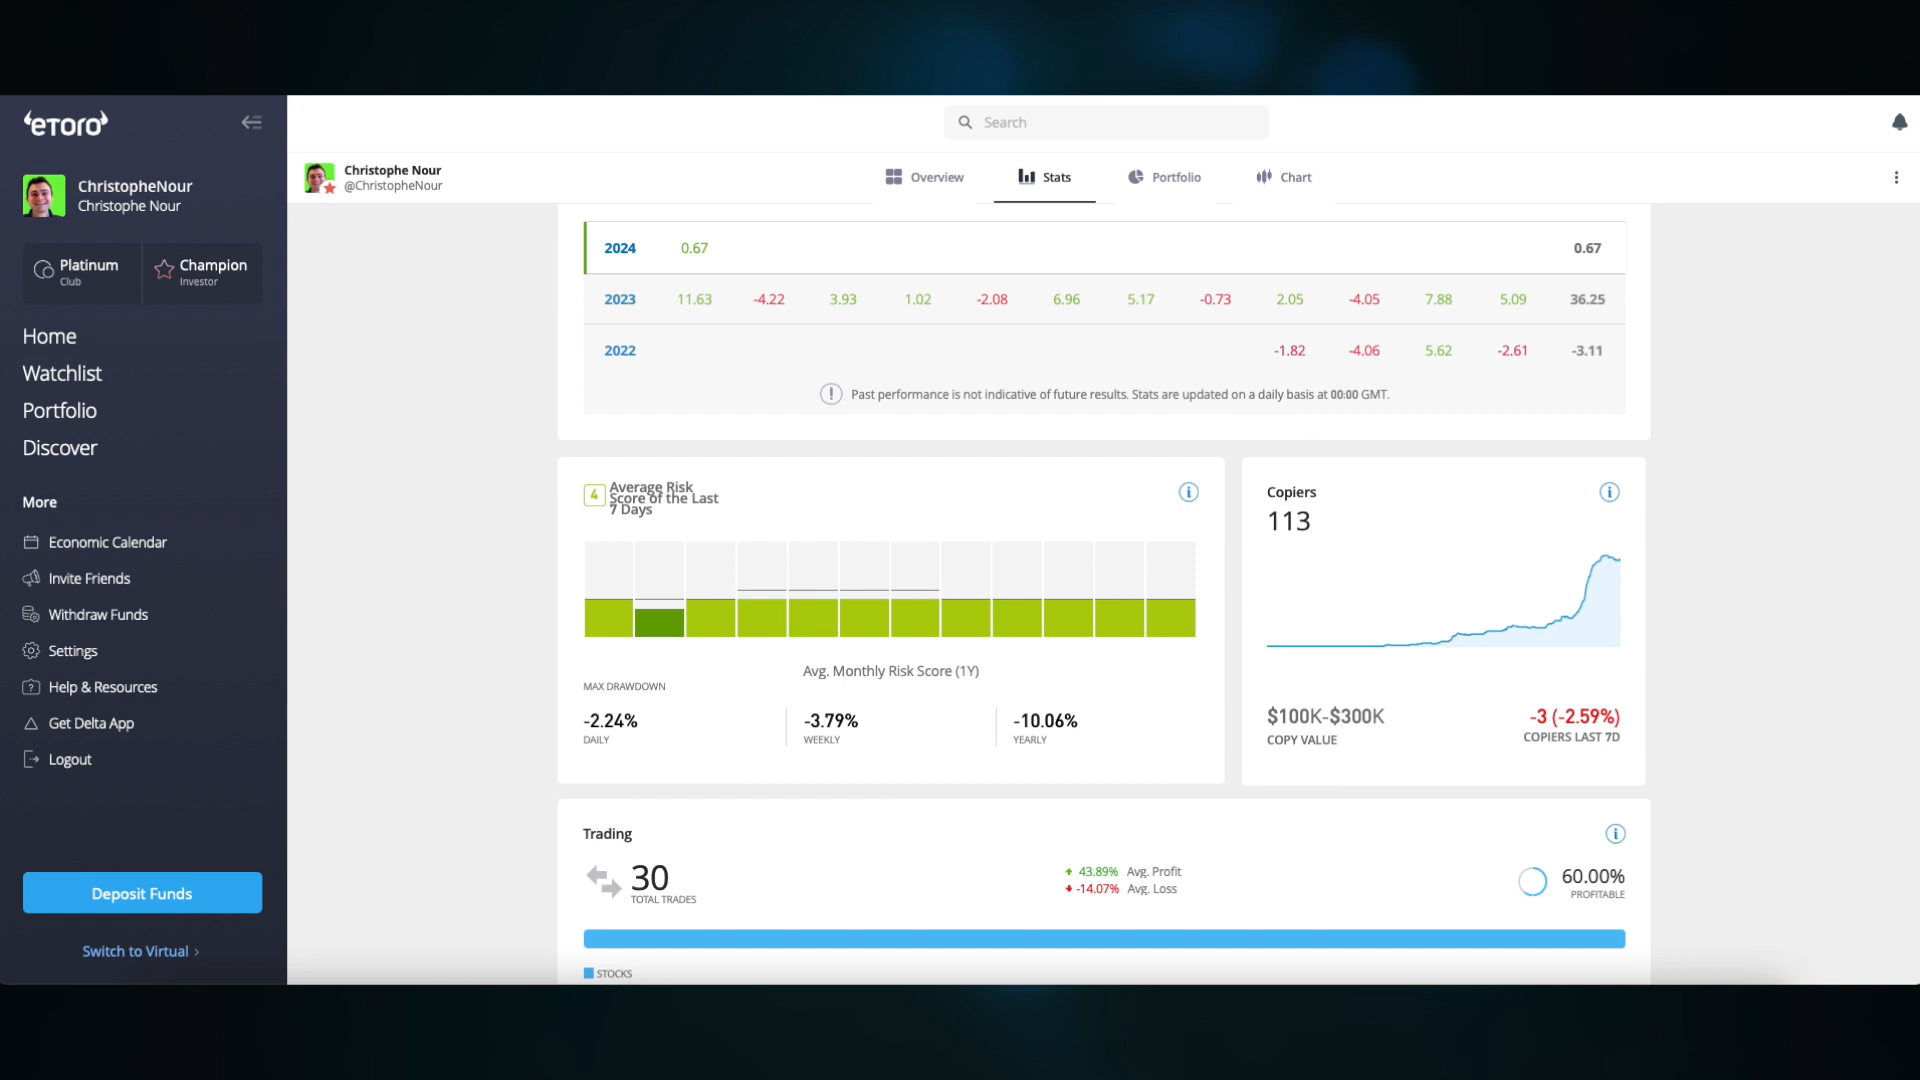 eToro
Search
ChristopheNour
Christophe Nour
Platinum
Club
Champion
Investor
Home
Watchlist
Portfolio
Discover
More
Economic Calendar
Invite Friends
Withdraw Funds
Settings
Help & Resources
Get Delta App
Logout
Deposit Funds
Switch to Virtual ›
Christophe Nour
@ChristopheNour
Overview
Stats
Portfolio
Chart
2024 0.67 0.67
2023 11.63 -4.22 3.93 1.02 -2.08 6.96 5.17 -0.73 2.05 -4.05 7.88 5.09 36.25
2022 -1.82 -4.06 5.62 -2.61 -3.11
Past performance is not indicative of future results. Stats are updated on a daily basis at 00:00 GMT.
4
Average Risk
Score of the Last
7 Days
Avg. Monthly Risk Score (1Y)
MAX DRAWDOWN
-2.24% -3.79% -10.06%
DAILY WEEKLY YEARLY
Copiers
113
$100K-$300K -3 (-2.59%)
COPY VALUE COPIERS LAST 7D
Trading
30
TOTAL TRADES
43.89% Avg. Profit
-14.07% Avg. Loss
60.00%
PROFITABLE
STOCKS